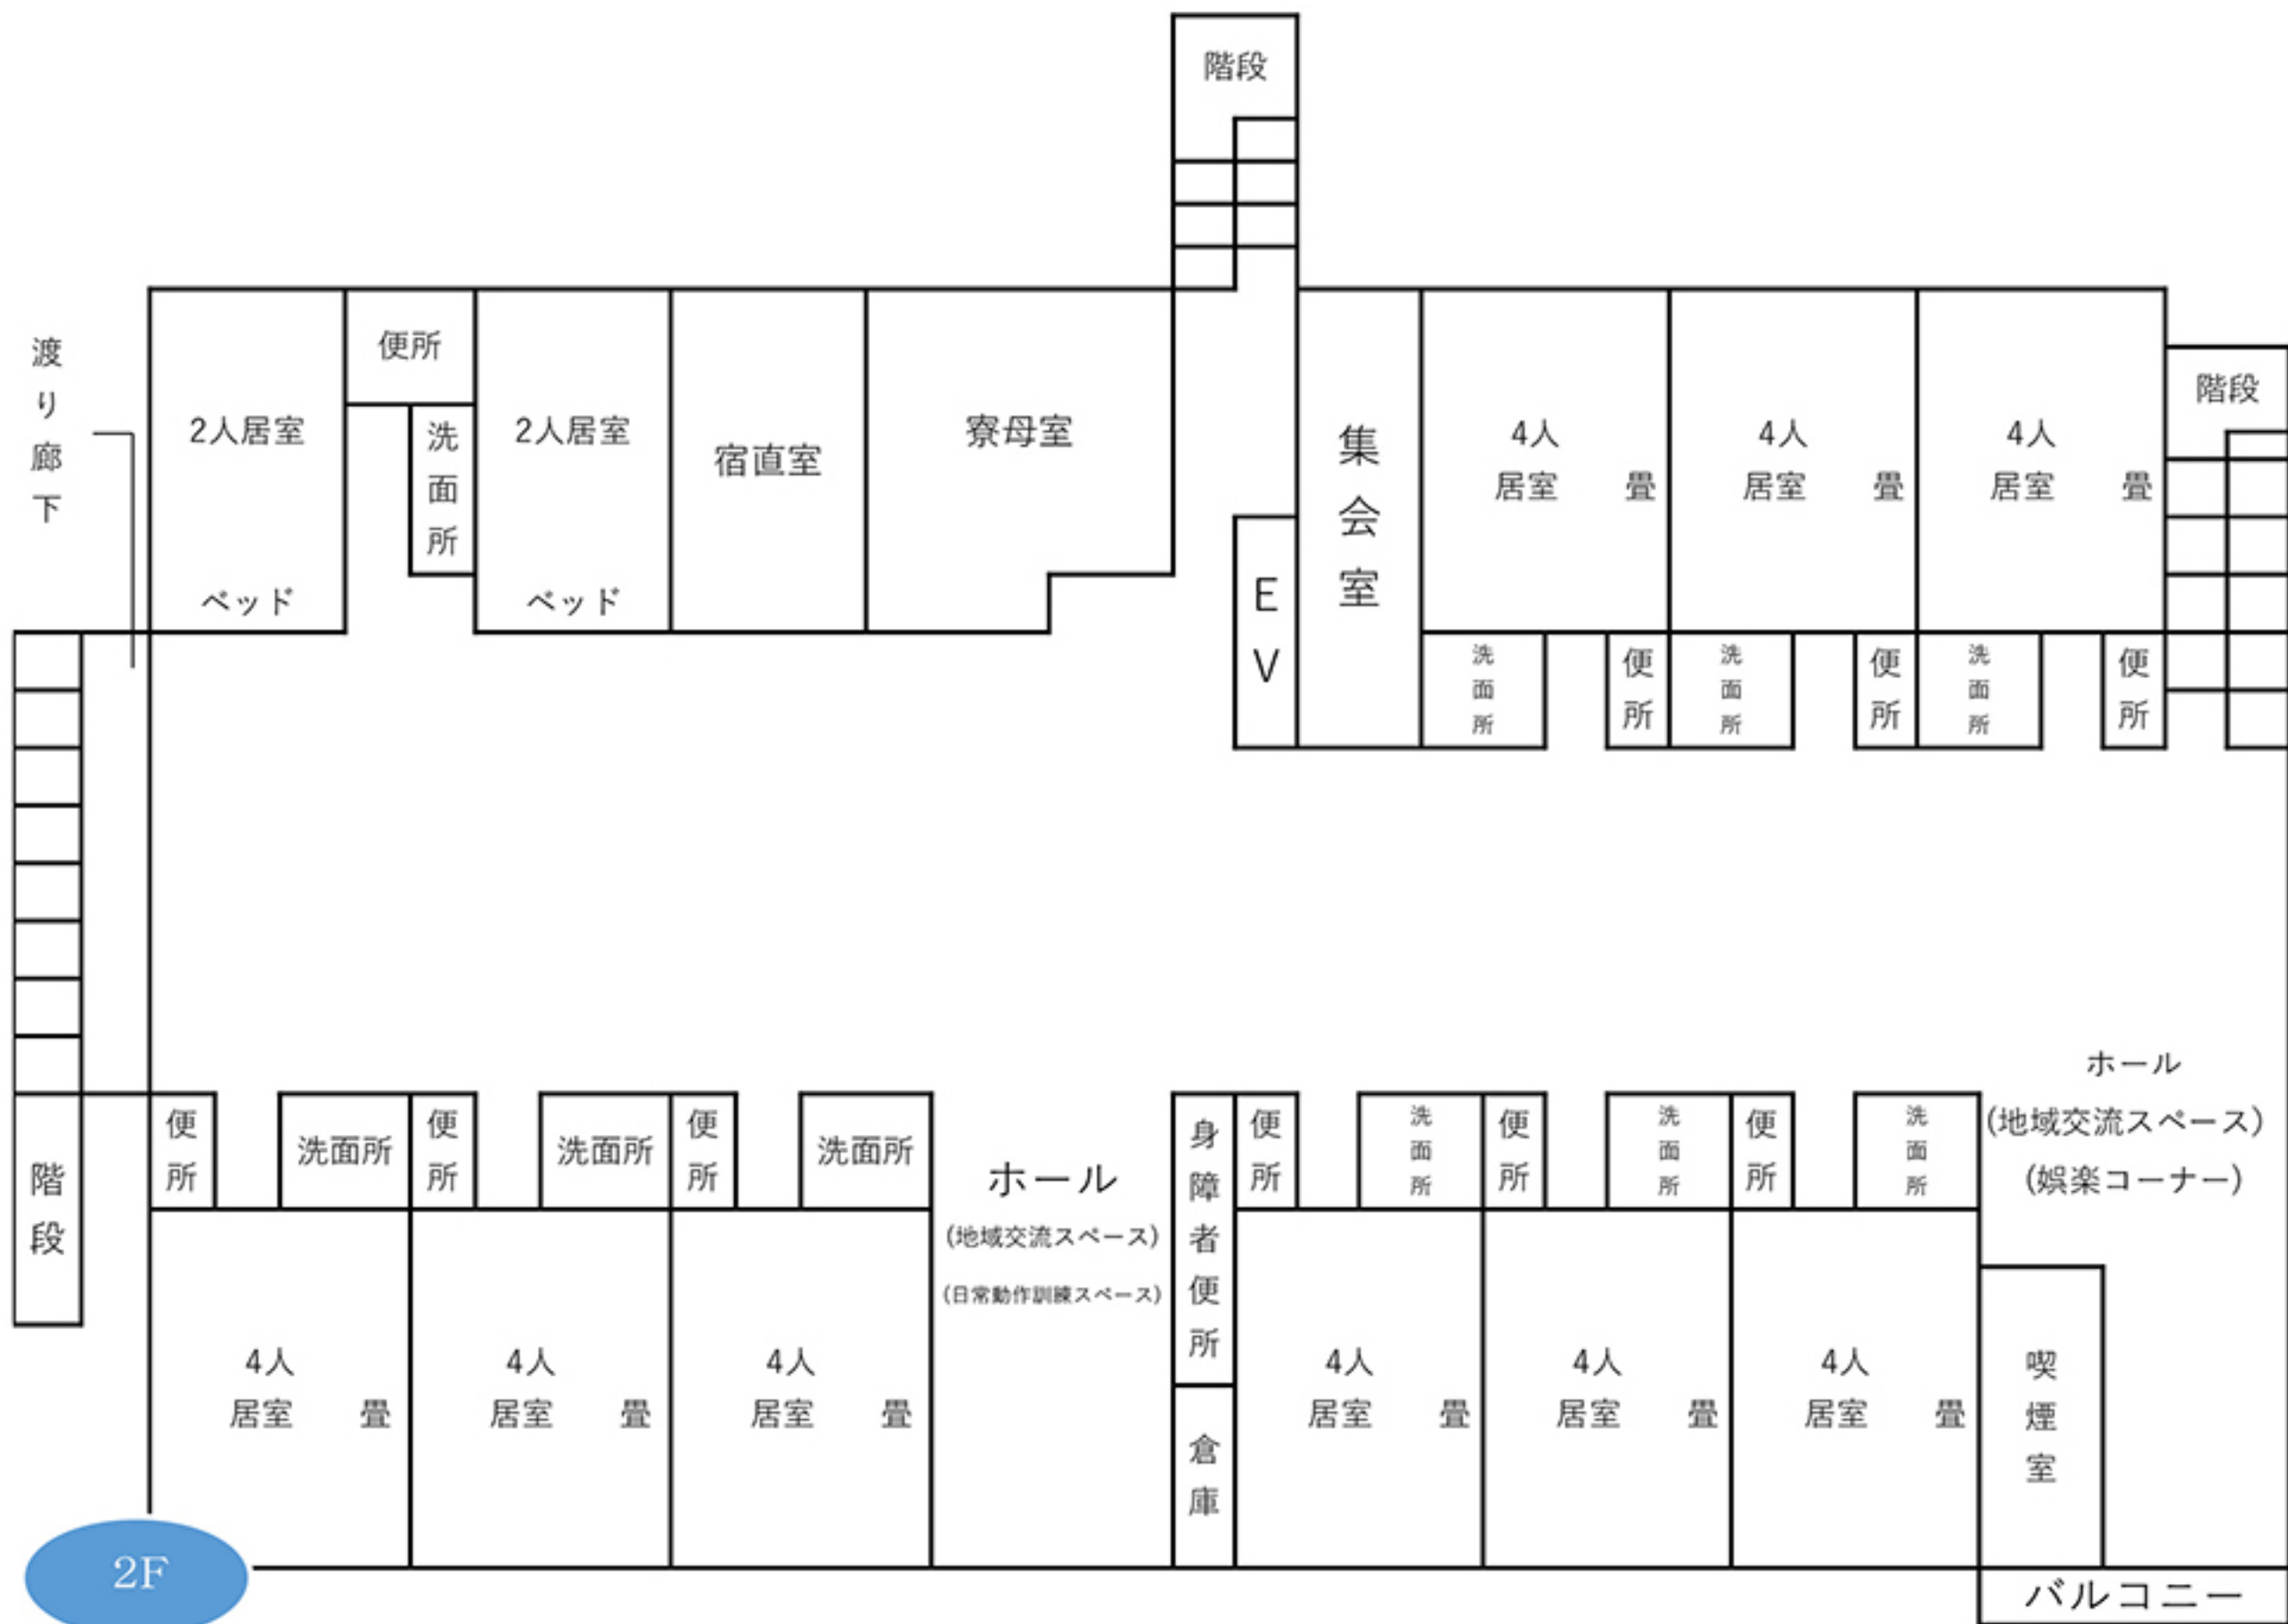 階段
渡り廊下
2人居室
ベッド
便所
洗面所
2人居室
ベッド
宿直室
寮母室
EV
集会室
4人
居室 畳
4人
居室 畳
4人
居室 畳
階段
洗面所
便所
洗面所
便所
洗面所
便所
便所
洗面所
便所
洗面所
便所
洗面所
ホール
(地域交流スペース)
(日常動作訓練スペース)
身障者便所
便所
洗面所
便所
洗面所
便所
洗面所
ホール
(地域交流スペース)
(娯楽コーナー)
階段
4人
居室 畳
4人
居室 畳
4人
居室 畳
倉庫
4人
居室 畳
4人
居室 畳
4人
居室 畳
喫煙室
2F
バルコニー